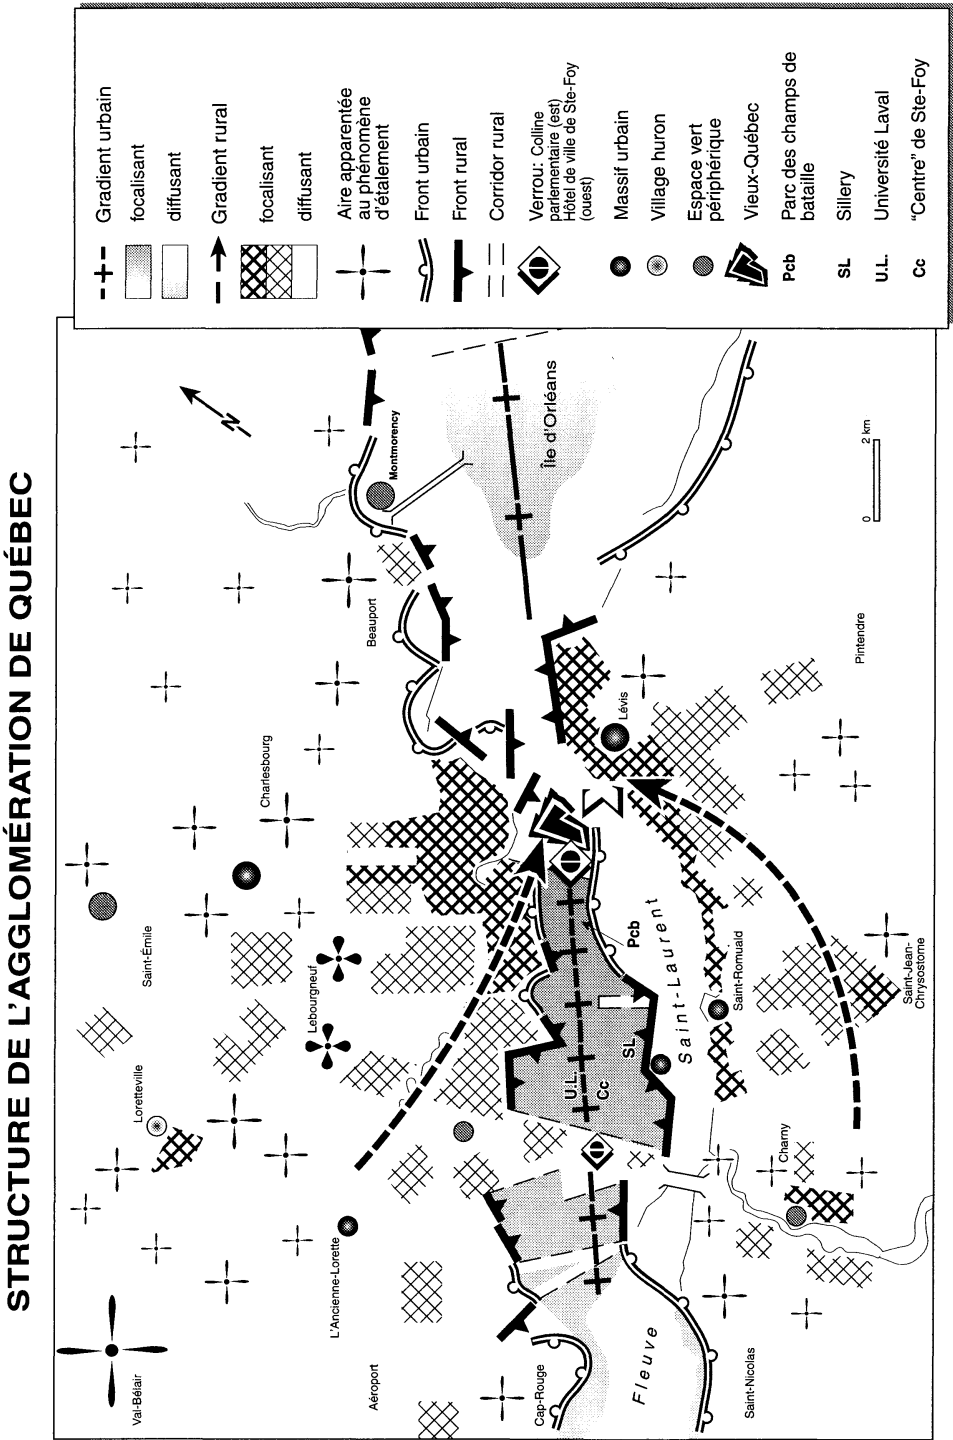 STRUCTURE DE L'AGGLOMÉRATION DE QUÉBEC
Gradient urbain
focalisant
diffusant
Gradient rural
focalisant
diffusant
Aire apparentée
au phénomène
d'étalement
Front urbain
Front rural
Corridor rural
Verrou: Colline
parlementaire (est)
Hôtel de ville de Ste-Foy
(ouest)
Massif urbain
Village huron
Espace vert
périphérique
Vieux-Québec
Pcb
Parc des champs de
bataille
SL
Sillery
U.L.
Université Laval
Cc
"Centre" de Ste-Foy
N
Val-Bélair
Loretteville
Saint-Émile
Charlesbourg
Lebourgneuf
L'Ancienne-Lorette
Aéroport
Beauport
Montmorency
Île d'Orléans
Cap-Rouge
U.L.
Cc
SL
Pcb
Fleuve
Saint-Laurent
Lévis
Saint-Romuald
Saint-Nicolas
Charny
Saint-Jean-
Chrysostome
Pintendre
0
2 km